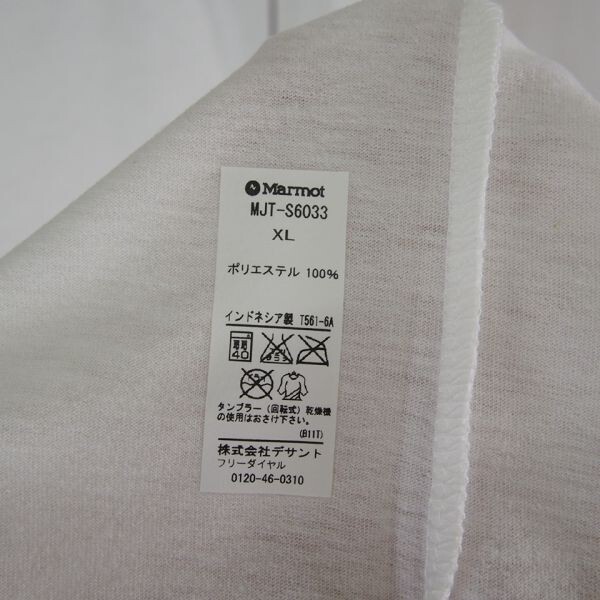 Marmot
MJT-S6033
XL
ポリエステル 100%
インドネシア製 T561-6A
40
タンブラー (回転式) 乾燥機
の使用はおさけ下さい。
(B11T)
株式会社デサント
フリーダイヤル
0120-46-0310